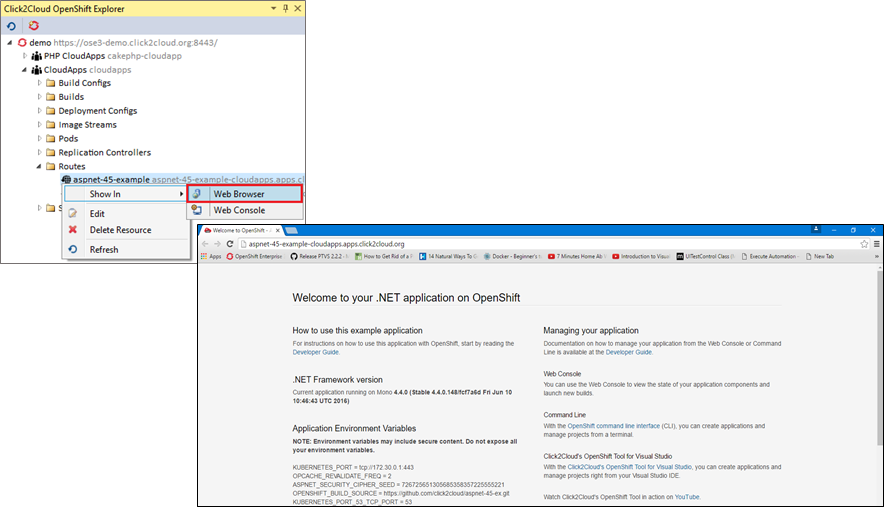 Click2Cloud OpenShift Explorer
demo https://ose3-demo.click2cloud.org:8443/
PHP CloudApps cakephp-cloudapp
CloudApps cloudapps
Build Configs
Builds
Deployment Configs
Image Streams
Pods
Replication Controllers
Routes
aspnet-45-example aspnet-45-example-cloudapps.apps.c
Show In
Web Browser
Edit
Web Console
Delete Resource
Refresh
Welcome to OpenShift - A
aspnet-45-example-cloudapps.apps.click2cloud.org
Apps OpenShift Enterprise Release PTVS 2.2.2 - How to Get Rid of a 14 Natural Ways To Docker - Beginner's 7 Minutes Home Ab Introduction to Visual UITestControl Class Execute Automation - New Tab
Welcome to your .NET application on OpenShift
How to use this example application
For instructions on how to use this application with OpenShift, start by reading the
Developer Guide.
.NET Framework version
Current application running on Mono 4.4.0 (Stable 4.4.0.148/fcf7a6d Fri Jun 10
10:46:43 UTC 2016)
Application Environment Variables
NOTE: Environment variables may include secure content. Do not expose all
your environment variables.
KUBERNETES_PORT = tcp://172.30.0.1:443
OPCACHE_REVALIDATE_FREQ = 2
OPENSHIFT_BUILD_SOURCE = https://github.com/click2cloud/aspnet-45-ex.git
KUBERNETES_PORT_53_TCP_PORT = 53
Managing your application
Documentation on how to manage your application from the Web Console or Command
Line is available at the Developer Guide.
Web Console
You can use the Web Console to view the state of your application components and
launch new builds.
Command Line
With the OpenShift command line interface (CLI), you can create applications and
manage projects from a terminal.
Click2Cloud's OpenShift Tool for Visual Studio
With the Click2Cloud's OpenShift Tool for Visual Studio, you can create applications and
manage projects right from your Visual Studio IDE.
Watch Click2Cloud's OpenShift Tool in action on YouTube.